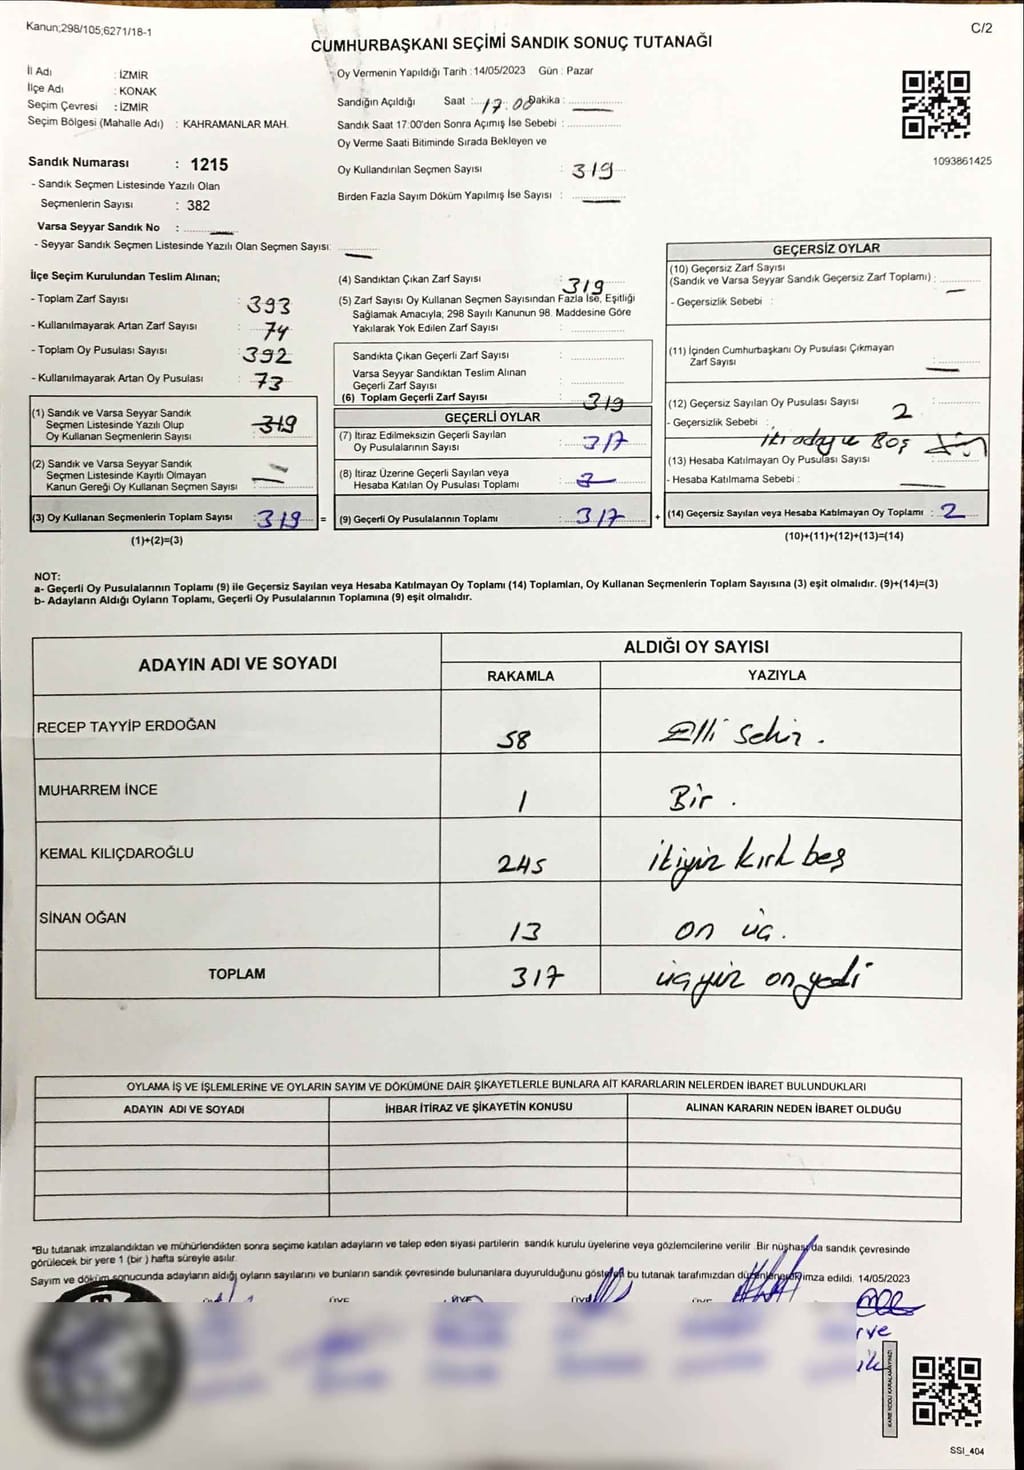 Kanun;298/105;6271/18-1
C/2
CUMHURBAŞKANI SEÇİMİ SANDIK SONUÇ TUTANAĞI
İl Adı : İZMİR
İlçe Adı : KONAK
Seçim Çevresi : İZMİR
Seçim Bölgesi (Mahalle Adı) : KAHRAMANLAR MAH.
Oy Vermenin Yapıldığı Tarih : 14/05/2023 Gün : Pazar
Sandığın Açıldığı Saat : 17:00 Dakika :
Sandık Saat 17:00'den Sonra Açımış İse Sebebi :
Oy Verme Saati Bitiminde Sırada Bekleyen ve
Oy Kullandırılan Seçmen Sayısı : 319
Birden Fazla Sayım Döküm Yapılmış İse Sayısı :
1093861425
Sandık Numarası : 1215
- Sandık Seçmen Listesinde Yazılı Olan
Seçmenlerin Sayısı : 382
Varsa Seyyar Sandık No :
- Seyyar Sandık Seçmen Listesinde Yazılı Olan Seçmen Sayısı:
İlçe Seçim Kurulundan Teslim Alınan;
- Toplam Zarf Sayısı : 393
- Kullanılmayarak Artan Zarf Sayısı : 74
- Toplam Oy Pusulası Sayısı : 392
- Kullanılmayarak Artan Oy Pusulası : 73
(1) Sandık ve Varsa Seyyar Sandık
Seçmen Listesinde Yazılı Olup
Oy Kullanan Seçmenlerin Sayısı : 319
(2) Sandık ve Varsa Seyyar Sandık
Seçmen Listesinde Kayıtlı Olmayan
Kanun Gereği Oy Kullanan Seçmen Sayısı :
(3) Oy Kullanan Seçmenlerin Toplam Sayısı : 319 =
(1)+(2)=(3)
(4) Sandıktan Çıkan Zarf Sayısı : 319
(5) Zarf Sayısı Oy Kullanan Seçmen Sayısından Fazla İse, Eşitliği
Sağlamak Amacıyla; 298 Sayılı Kanunun 98. Maddesine Göre
Yakılarak Yok Edilen Zarf Sayısı :
Sandıkta Çıkan Geçerli Zarf Sayısı :
Varsa Seyyar Sandıktan Teslim Alınan
Geçerli Zarf Sayısı :
(6) Toplam Geçerli Zarf Sayısı : 319
GEÇERLİ OYLAR
(7) İtiraz Edilmeksizin Geçerli Sayılan
Oy Pusulalarının Sayısı : 317
(8) İtiraz Üzerine Geçerli Sayılan veya
Hesaba Katılan Oy Pusulası Toplamı :
(9) Geçerli Oy Pusulalarının Toplamı : 317 +
GEÇERSİZ OYLAR
(10) Geçersiz Zarf Sayısı
(Sandık ve Varsa Seyyar Sandık Geçersiz Zarf Toplamı) :
- Geçersizlik Sebebi :
(11) İçinden Cumhurbaşkanı Oy Pusulası Çıkmayan
Zarf Sayısı :
(12) Geçersiz Sayılan Oy Pusulası Sayısı : 2
- Geçersizlik Sebebi : iki aday ve Boş
(13) Hesaba Katılmayan Oy Pusulası Sayısı
- Hesaba Katılmama Sebebi :
(14) Geçersiz Sayılan veya Hesaba Katılmayan Oy Toplamı : 2
(10)+(11)+(12)+(13)=(14)
NOT:
a- Geçerli Oy Pusulalarının Toplamı (9) ile Geçersiz Sayılan veya Hesaba Katılmayan Oy Toplamı (14) Toplamları, Oy Kullanan Seçmenlerin Toplam Sayısına (3) eşit olmalıdır. (9)+(14)=(3)
b- Adayların Aldığı Oyların Toplamı, Geçerli Oy Pusulalarının Toplamına (9) eşit olmalıdır.
ADAYIN ADI VE SOYADI
ALDIĞI OY SAYISI
RAKAMLA YAZIYLA
RECEP TAYYİP ERDOĞAN 58 Elli sekiz.
MUHARREM İNCE 1 Bir.
KEMAL KILIÇDAROĞLU 245 ikiyüz kırk beş
SİNAN OĞAN 13 on üç.
TOPLAM 317 üçyüz on yedi
OYLAMA İŞ VE İŞLEMLERİNE VE OYLARIN SAYIM VE DÖKÜMÜNE DAİR ŞİKAYETLERLE BUNLARA AİT KARARLARIN NELERDEN İBARET BULUNDUKLARI
ADAYIN ADI VE SOYADI İHBAR İTİRAZ VE ŞİKAYETİN KONUSU ALINAN KARARIN NEDEN İBARET OLDUĞU
"Bu tutanak imzalandıktan ve mühürlendikten sonra seçime katılan adayların ve talep eden siyasi partilerin sandık kurulu üyelerine veya gözlemcilerine verilir. Bir nüshası da sandık çevresinde
görülecek bir yere 1 (bir ) hafta süreyle asılır.
Sayım ve döküm sonucunda adayların aldığı oyların sayılarını ve bunların sandık çevresinde bulunanlara duyurulduğunu gösteren bu tutanak tarafımızdan düzenlenerek imza edildi. 14/05/2023
ÜYE
SSI_404